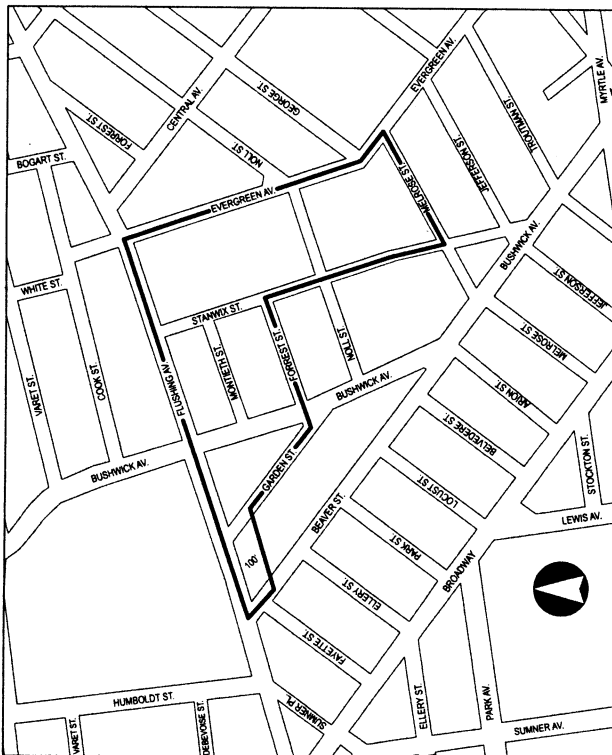 EVERGREEN AV.
MYRTLE AV.
CENTRAL AV.
GEORGE ST.
FORREST ST.
TROUTMAN ST.
JEFFERSON ST.
NOLL ST.
BOGART ST.
EVERGREEN AV.
MELROSE ST.
BUSHWICK AV.
WHITE ST.
JEFFERSON ST.
STANWIX ST.
VARET ST.
COOK ST.
FLUSHING AV
MONTIETH ST.
FORREST ST.
NOLL ST.
MELROSE ST.
BUSHWICK AV.
ARION ST.
BELVEDERE ST.
BUSHWICK AV.
GARDEN ST.
LOCUST ST.
STOCKTON ST.
BEAVER ST.
LEWIS AV.
PARK ST.
100'
BROADWAY
ELLERY ST.
FAYETTE ST.
HUMBOLDT ST.
SUMNER PL.
ELLERY ST.
PARK AV.
VARET ST.
DEBEVOISE ST.
SUMNER AV.